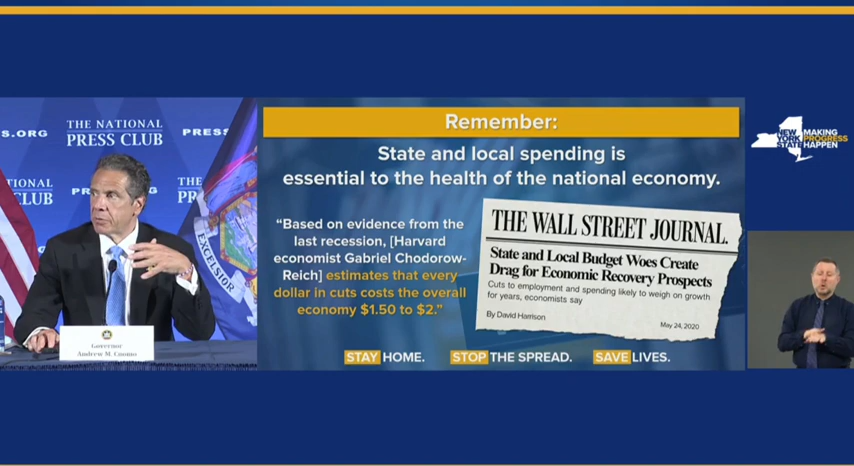 S.ORG
THE NATIONAL
PRESS CLUB
PRESS
TIONAL
CLUB
PR
TH
PR
EXCELSIOR
Governor
Andrew M. Cuomo
Remember:
State and local spending is
essential to the health of the national economy.
“Based on evidence from the
last recession, [Harvard
economist Gabriel Chodorow-
Reich] estimates that every
dollar in cuts costs the overall
economy $1.50 to $2.”
THE WALL STREET JOURNAL.
State and Local Budget Woes Create
Drag for Economic Recovery Prospects
Cuts to employment and spending likely to weigh on growth
for years, economists say
By David Harrison
May 24, 2020
STAY HOME. STOP THE SPREAD. SAVE LIVES.
NEW YORK STATE
MAKING
PROGRESS
HAPPEN